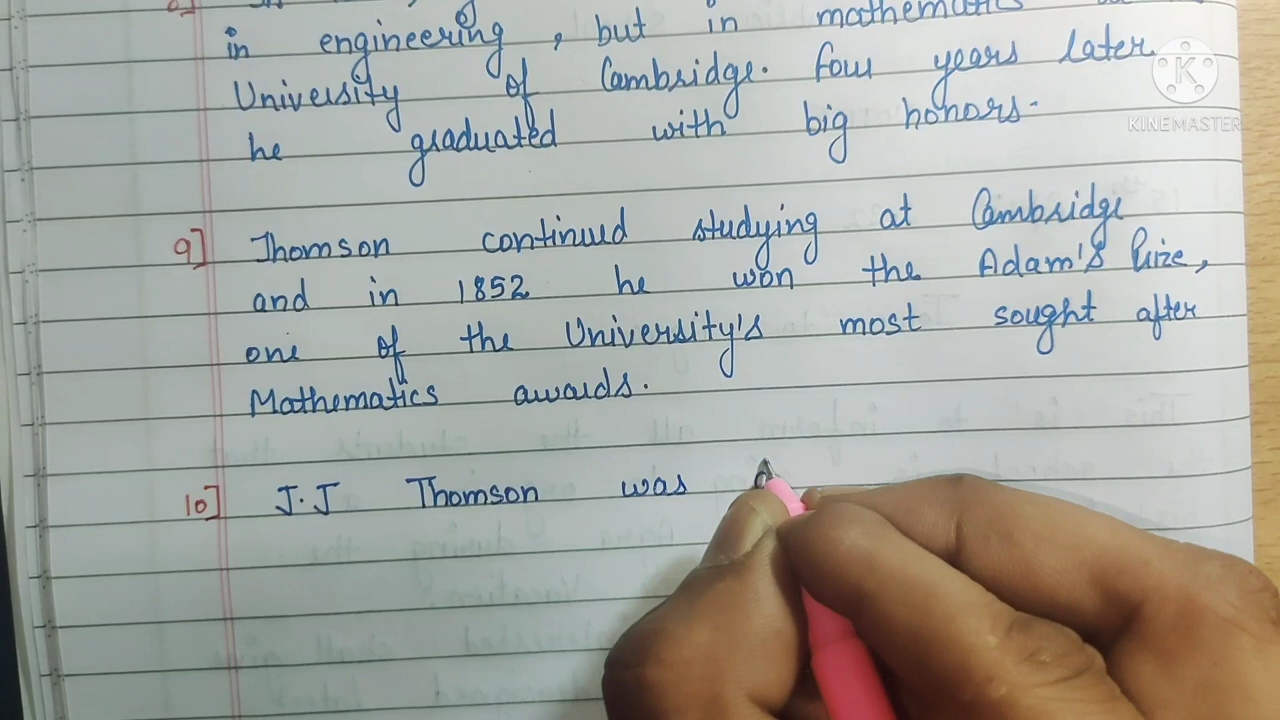 in engineering, but in mathematics
University of Cambridge. Four years later
he graduated with big honors.
KINEMASTER
9] Thomson continued studying at Cambridge
and in 1852 he won the Adam's Prize,
one of the University's most sought after
Mathematics awards.
10] J.J Thomson was